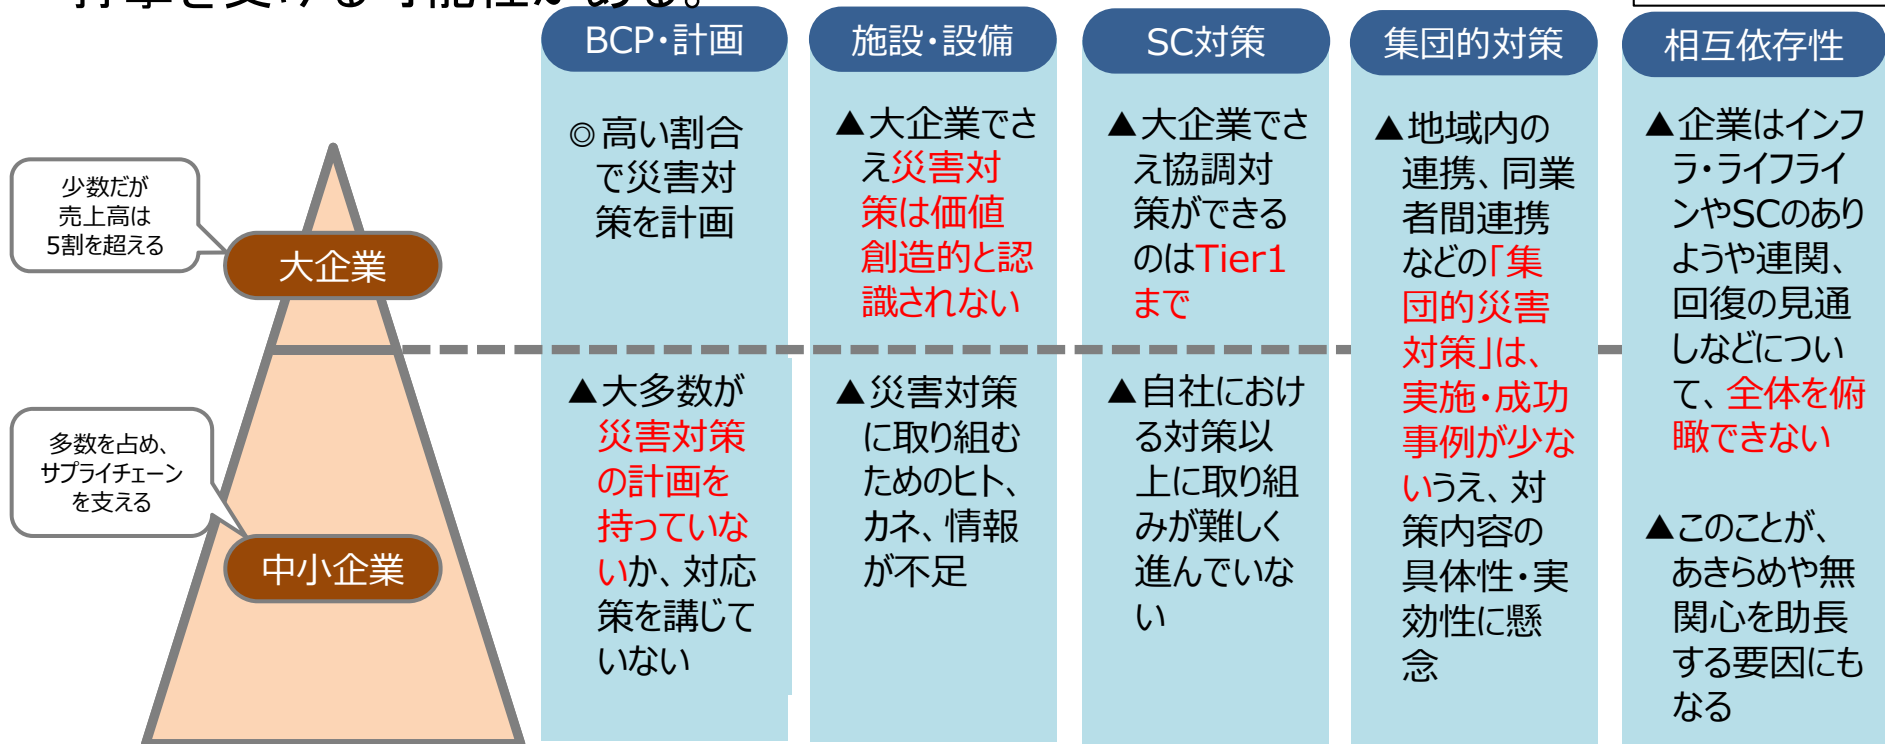 打撃を受ける可能性がある。
BCP・計画
◎高い割合
で災害対
策を計画
▲大多数が
災害対策
の計画を
持っていな
いか、対応
策を講じて
いない
施設・設備
▲大企業でさ
え災害対
策は価値
創造的と認
識されない
▲災害対策
に取り組む
ためのヒト、
カネ、情報
が不足
SC対策
▲大企業でさ
え協調対
策ができる
のはTier1
まで
▲自社におけ
る対策以
上に取り組
みが難しく
進んでいな
い
集団的対策
▲地域内の
連携、同業
者間連携
などの「集
団的災害
対策」は、
実施・成功
事例が少な
いうえ、対
策内容の
具体性・実
効性に懸
念
相互依存性
▲企業はインフ
ラ・ライフライ
ンやSCのあり
ようや連関、
回復の見通
しなどについ
て、全体を俯
瞰できない
▲このことが、
あきらめや無
関心を助長
する要因にも
なる
少数だが
売上高は
5割を超える
大企業
多数を占め、
サプライチェーン
を支える
中小企業